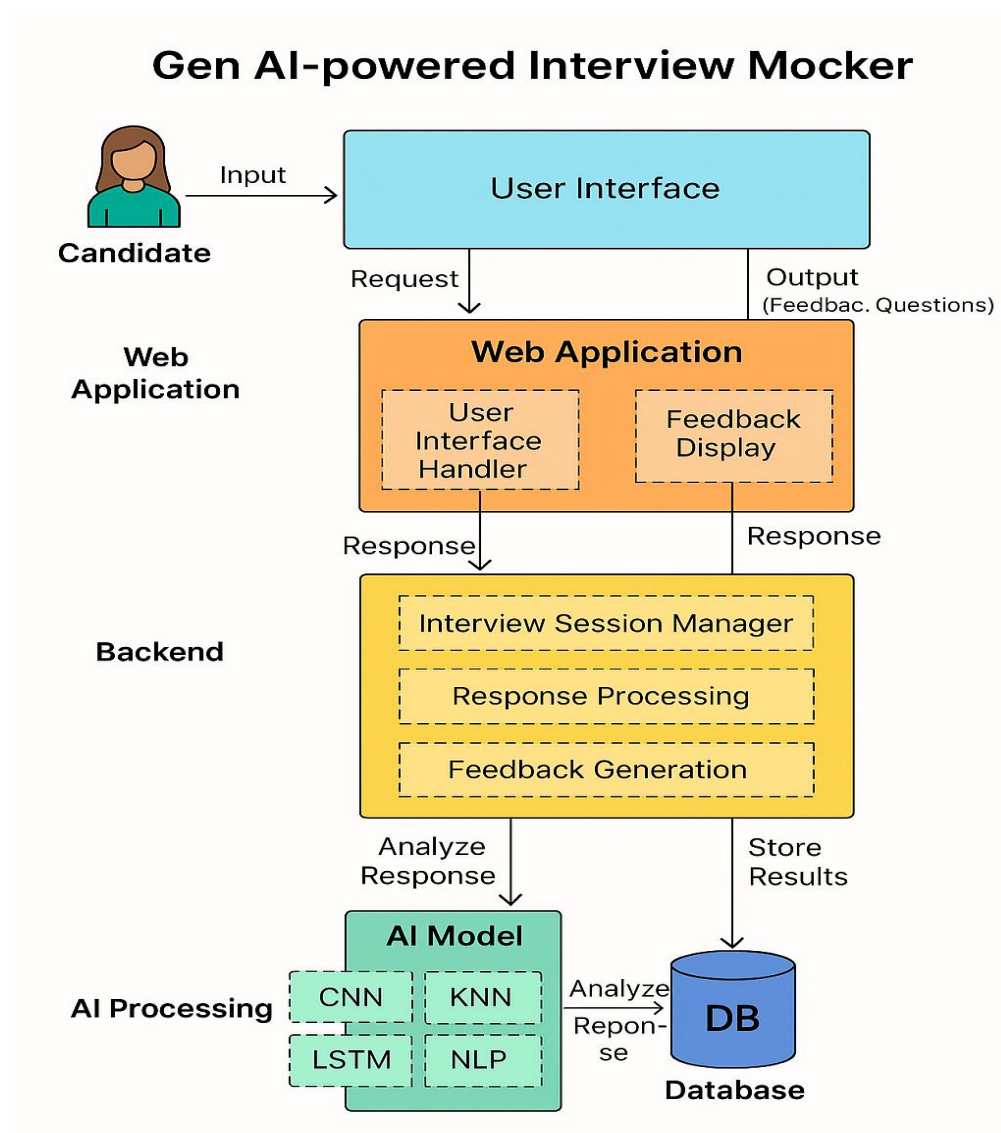 Gen AI-powered Interview Mocker
Input
User Interface
Candidate
Request
Output
(Feedbac. Questions)
Web
Application
Web Application
User
Interface
Handler
Feedback
Display
Response
Response
Backend
Interview Session Manager
Response Processing
Feedback Generation
Analyze
Response
Store
Results
AI Processing
AI Model
CNN
KNN
LSTM
NLP
Analyze
Repon-
se
DB
Database